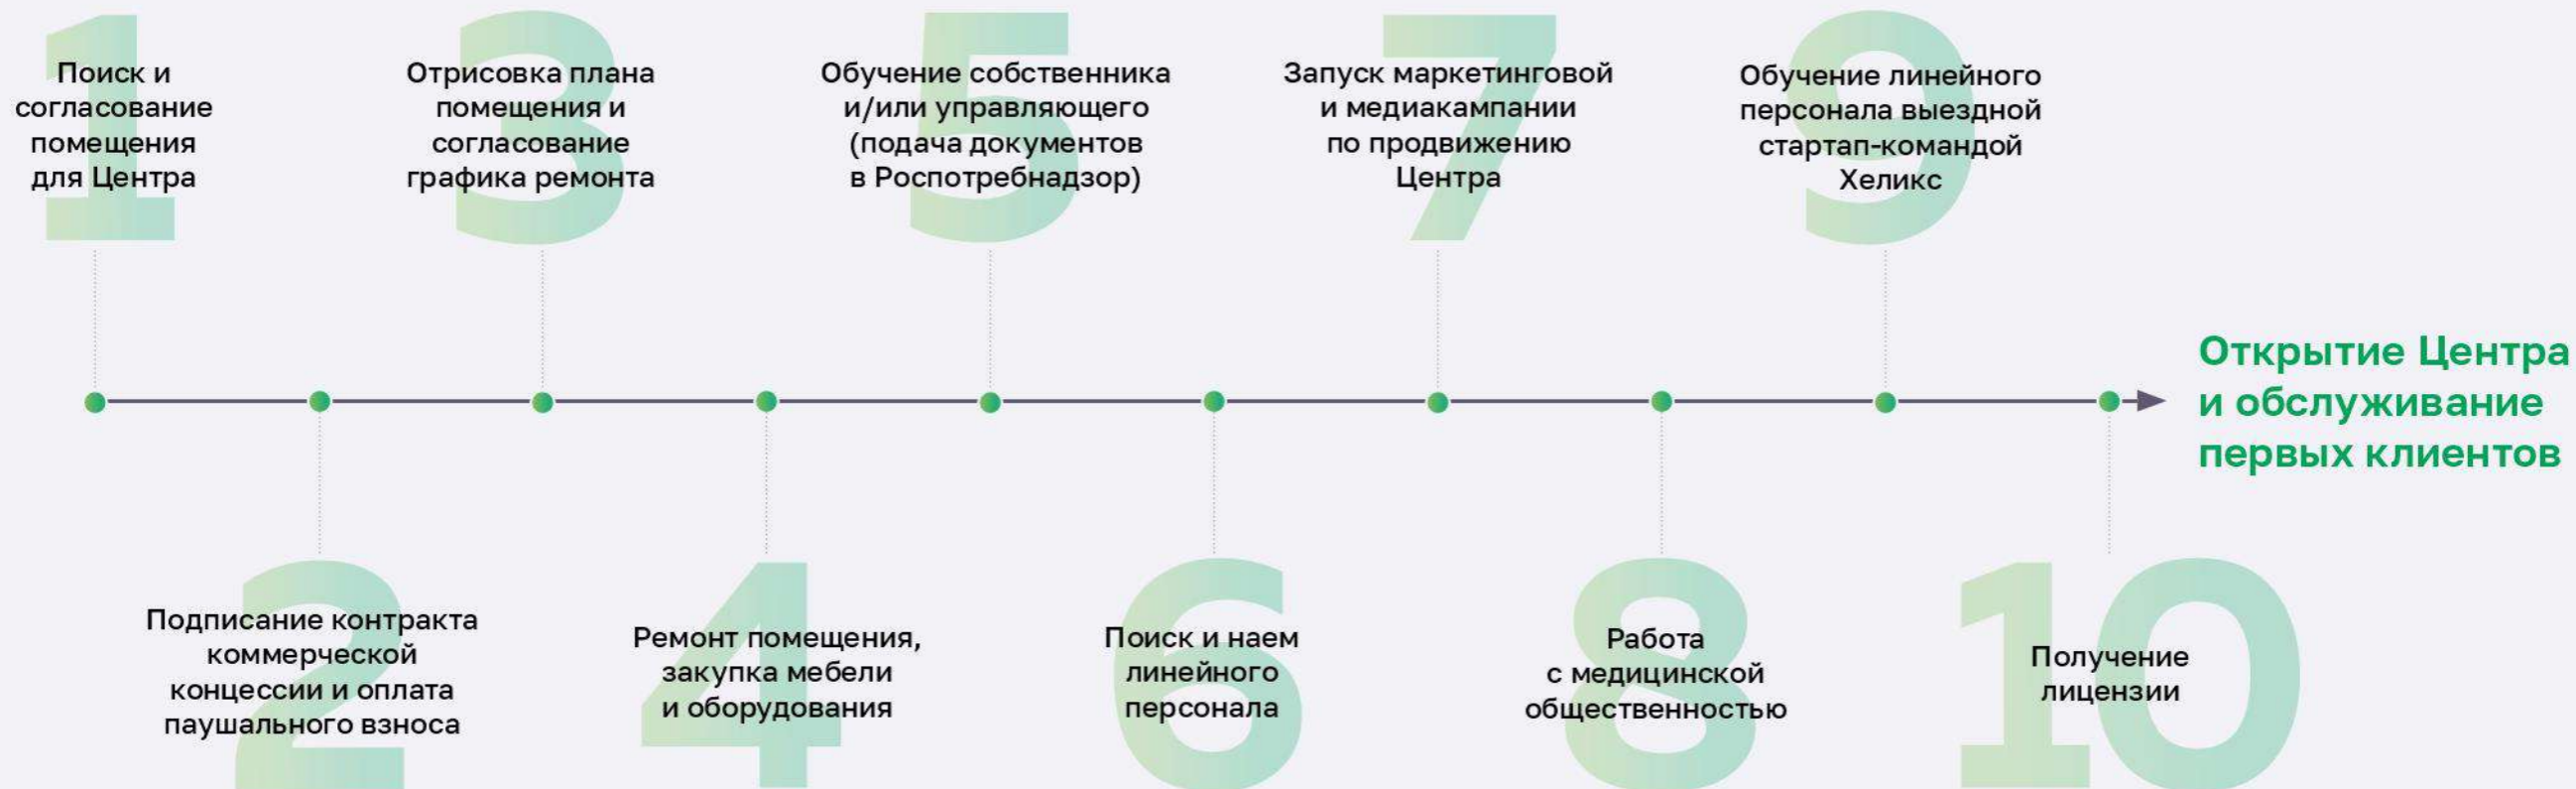 1
Поиск и
согласование
помещения
для Центра
2
Подписание контракта
коммерческой
концессии и оплата
паушального взноса
3
Отрисовка плана
помещения и
согласование
графика ремонта
4
Ремонт помещения,
закупка мебели
и оборудования
5
Обучение собственника
и/или управляющего
(подача документов
в Роспотребнадзор)
6
Поиск и наем
линейного
персонала
7
Запуск маркетинговой
и медиакампании
по продвижению
Центра
8
Работа
с медицинской
общественностью
9
Обучение линейного
персонала выездной
стартап-командой
Хеликс
10
Получение
лицензии
Открытие Центра
и обслуживание
первых клиентов